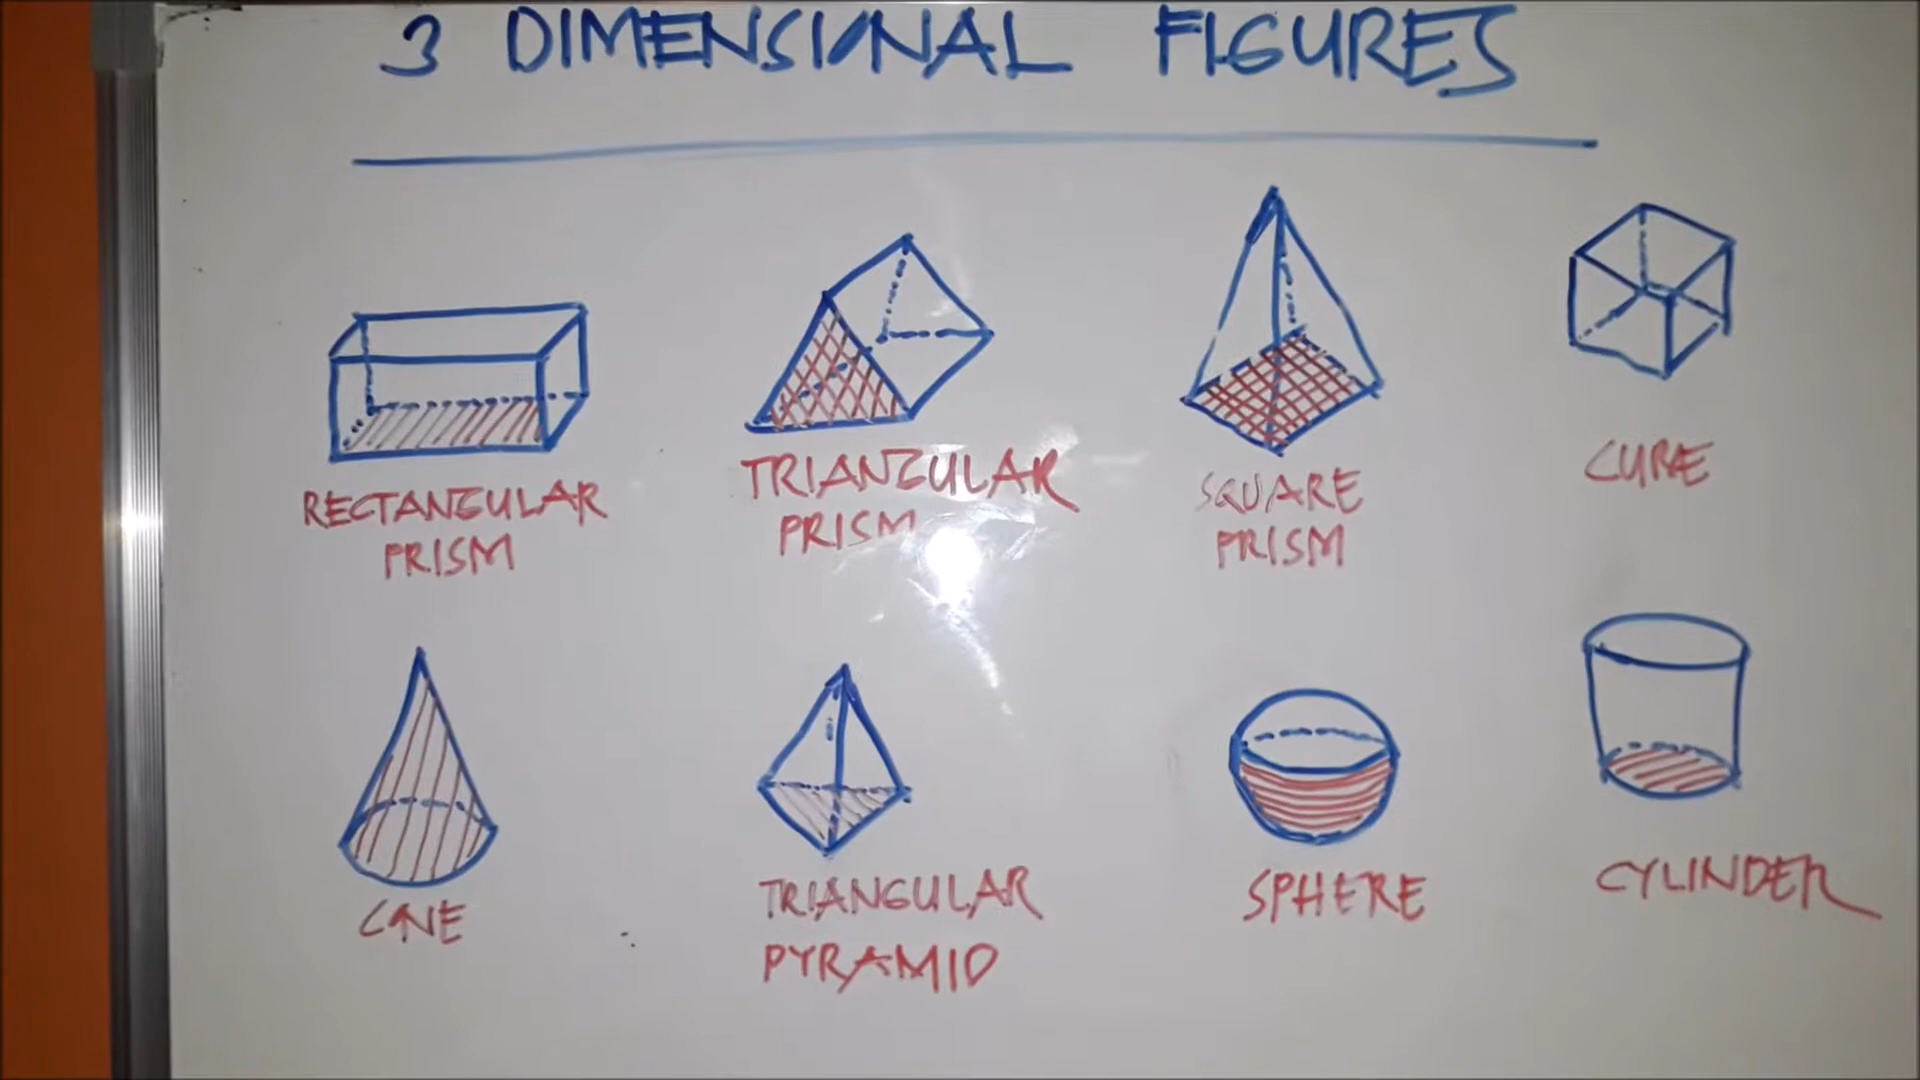 3 DIMENSIONAL FIGURES
RECTANGULAR PRISM
TRIANGULAR PRISM
SQUARE PRISM
CUBE
CONE
TRIANGULAR PYRAMID
SPHERE
CYLINDER